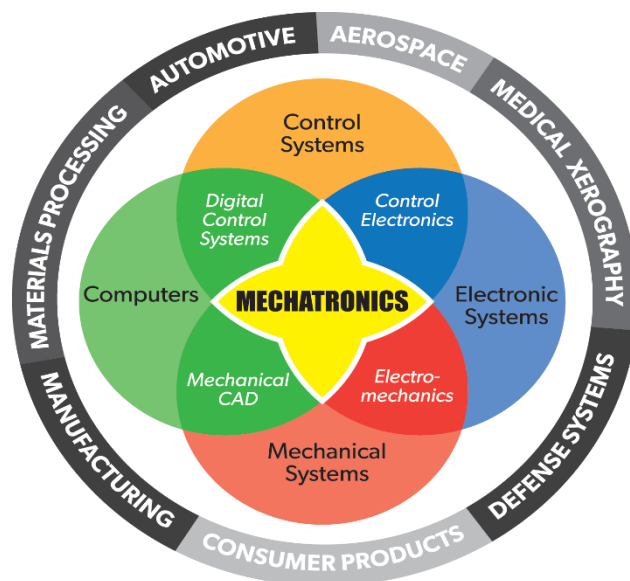 AUTOMOTIVE
AEROSPACE
MEDICAL XEROGRAPHY
MATERIALS PROCESSING
Control
Systems
Digital
Control
Systems
Control
Electronics
Computers
MECHATRONICS
Electronic
Systems
Mechanical
CAD
Electro-
mechanics
Mechanical
Systems
MANUFACTURING
DEFENSE SYSTEMS
CONSUMER PRODUCTS